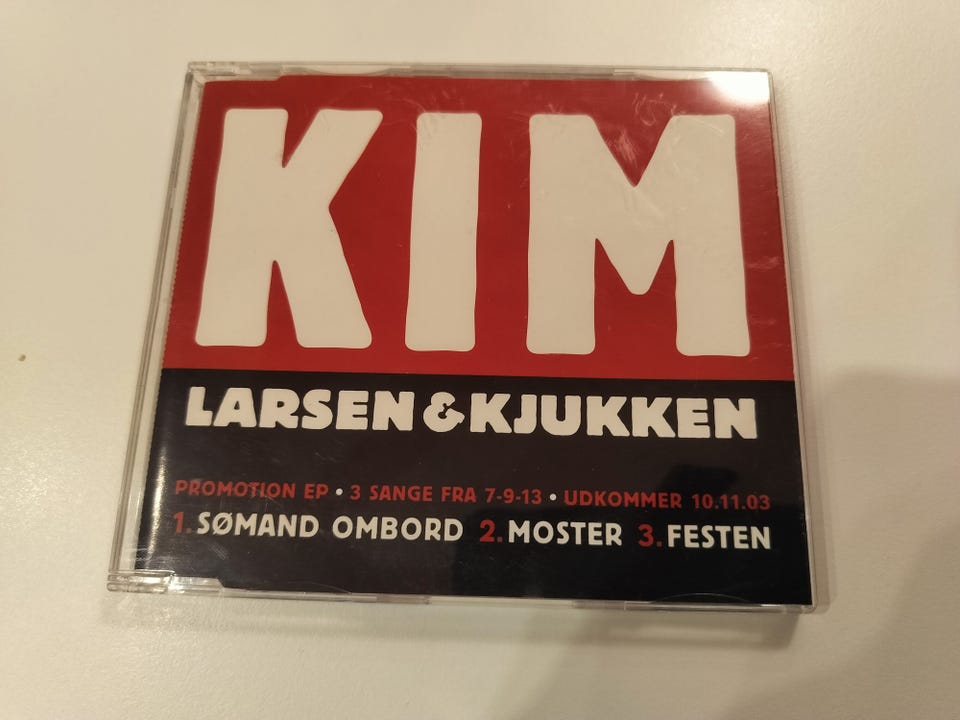 KIM
LARSEN & KJUKKEN
PROMOTION EP • 3 SANGE FRA 7-9-13 • UDKOMMER 10.11.03
1. SØMAND OMBORD 2. MOSTER 3. FESTEN